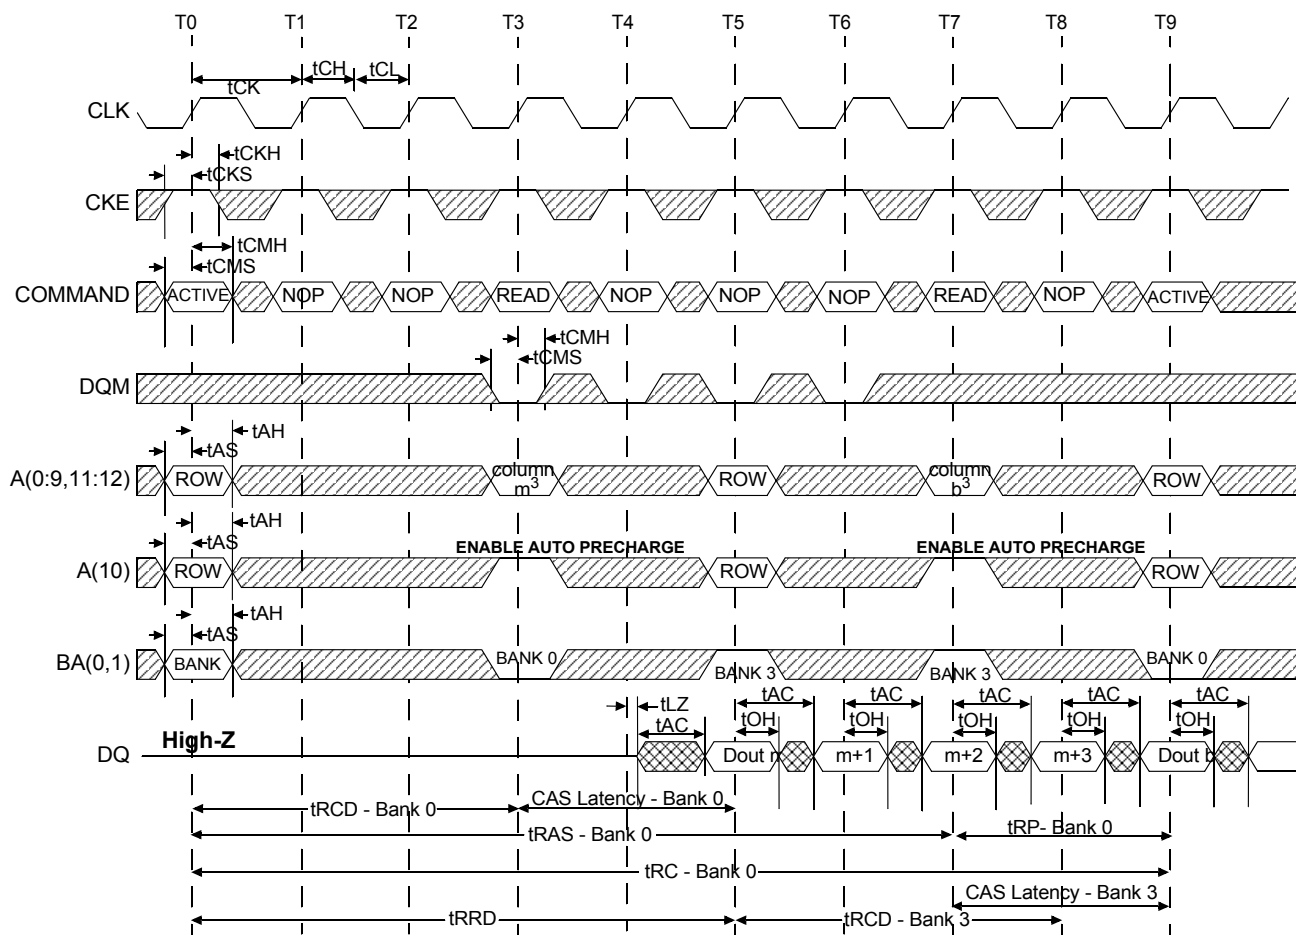 T0 T1 T2 T3 T4 T5 T6 T7 T8 T9
tCH tCL
tCK
CLK
tCKH
tCKS
CKE
tCMH
tCMS
COMMAND ACTIVE NOP NOP READ NOP NOP NOP READ NOP ACTIVE
tCMH
tCMS
DQM
tAH
tAS
A(0:9,11:12) ROW column m3 ROW column b3 ROW
tAH
tAS ENABLE AUTO PRECHARGE ENABLE AUTO PRECHARGE
A(10) ROW ROW ROW
tAH
tAS
BA(0,1) BANK BANK 0 BANK 3 BANK 3 BANK 0
tLZ tAC tAC tAC tAC tAC
tAC tOH tOH tOH tOH tOH
High-Z
DQ Dout m m+1 m+2 m+3 Dout b
tRCD - Bank 0 CAS Latency - Bank 0
tRAS - Bank 0 tRP- Bank 0
tRC - Bank 0
CAS Latency - Bank 3
tRRD tRCD - Bank 3